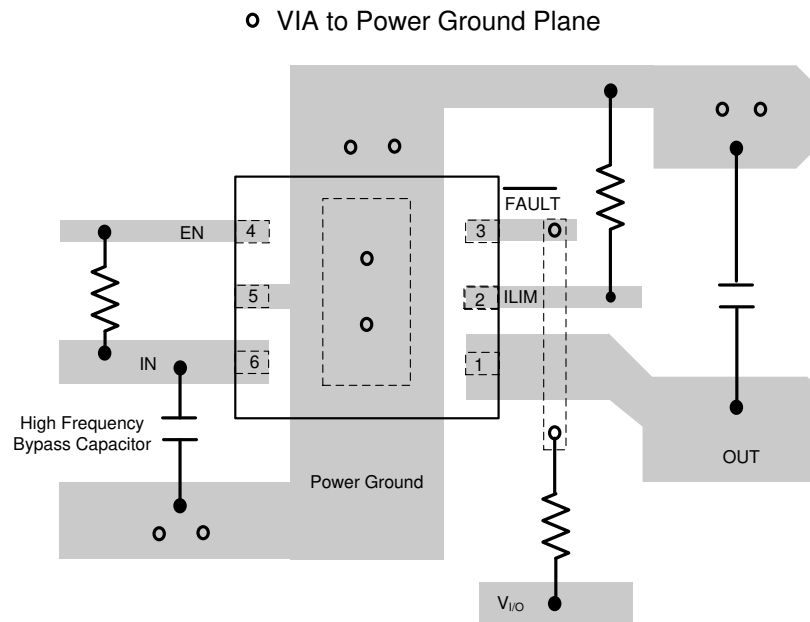 VIA to Power Ground Plane
FAULT
EN
4
3
5
2
ILIM
IN
6
1
High Frequency
Bypass Capacitor
Power Ground
OUT
VI/O